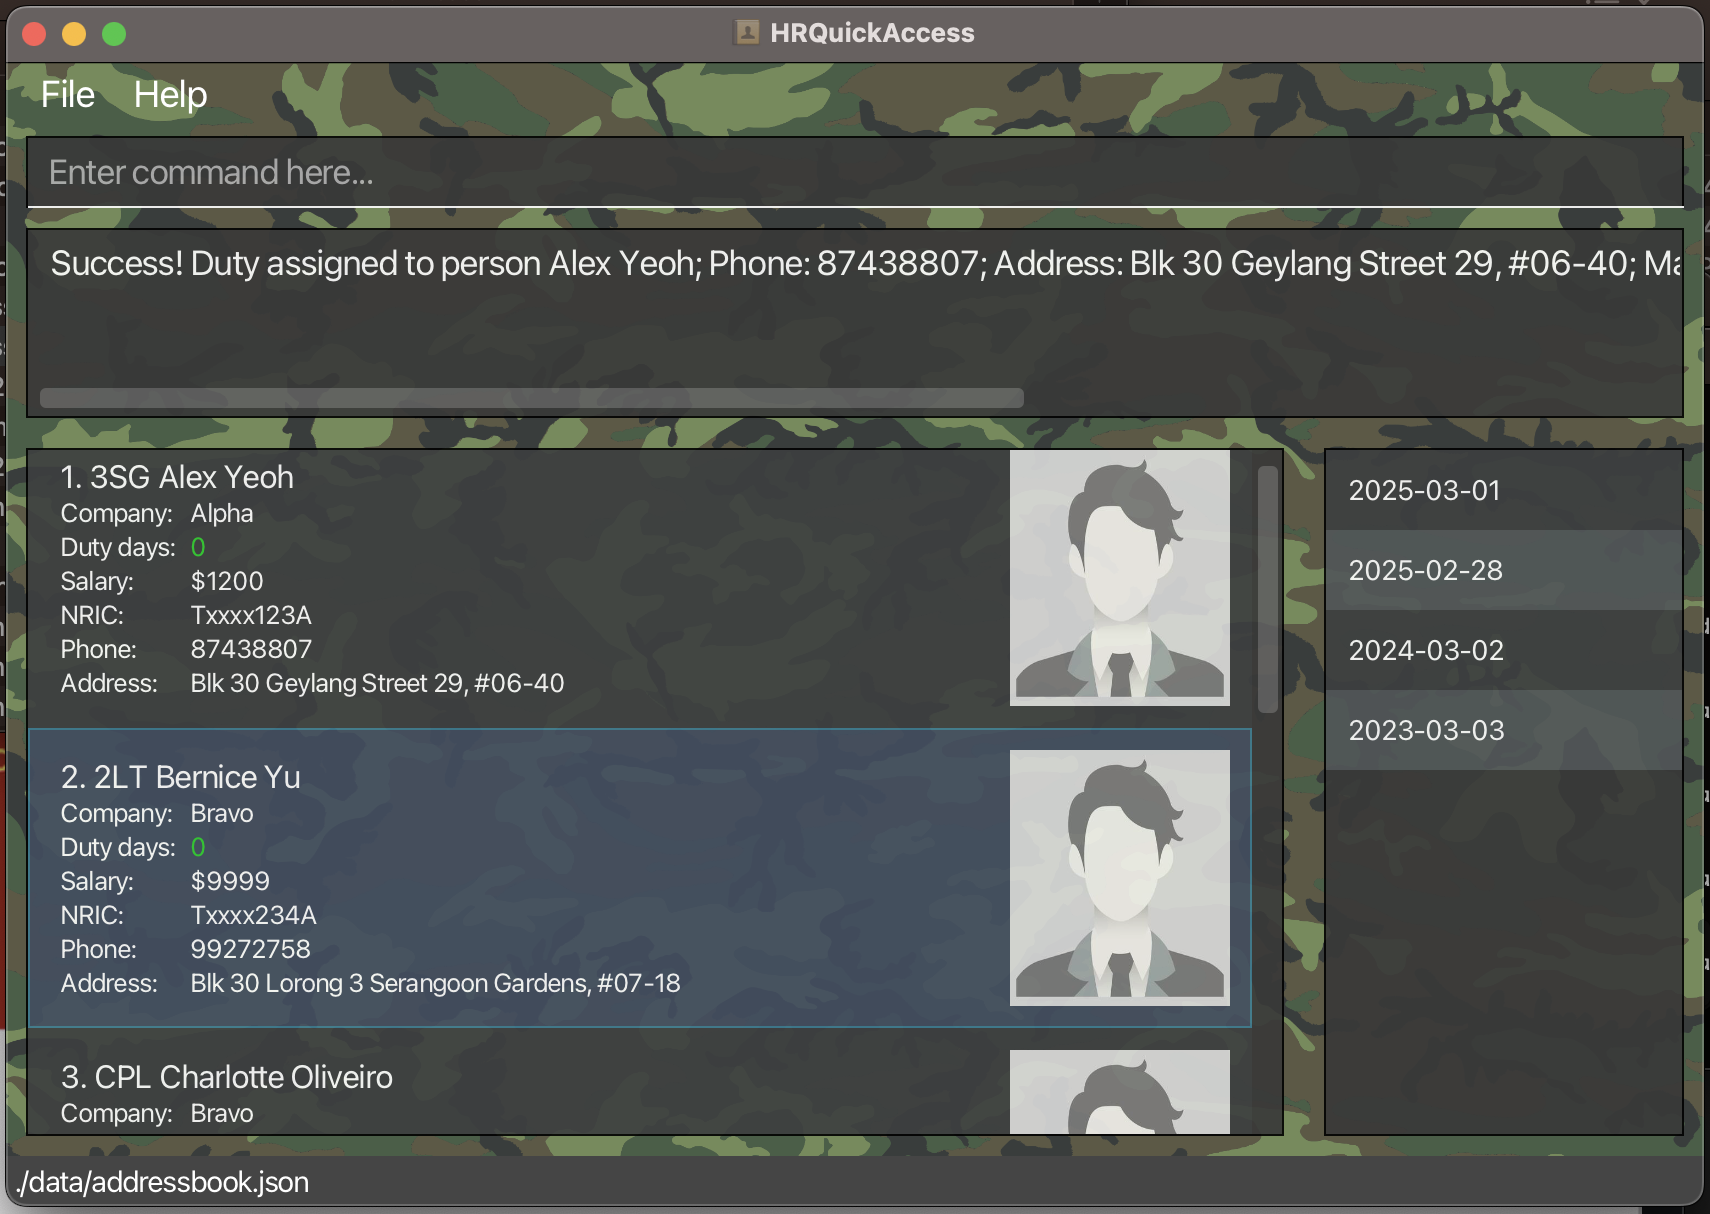 HRQuickAccess
File Help
Enter command here...
Success! Duty assigned to person Alex Yeoh; Phone: 87438807; Address: Blk 30 Geylang Street 29, #06-40; Ma
1. 3SG Alex Yeoh
Company: Alpha
Duty days: 0
Salary: $1200
NRIC: Txxxx123A
Phone: 87438807
Address: Blk 30 Geylang Street 29, #06-40
2. 2LT Bernice Yu
Company: Bravo
Duty days: 0
Salary: $9999
NRIC: Txxxx234A
Phone: 99272758
Address: Blk 30 Lorong 3 Serangoon Gardens, #07-18
3. CPL Charlotte Oliveiro
Company: Bravo
2025-03-01
2025-02-28
2024-03-02
2023-03-03
./data/addressbook.json